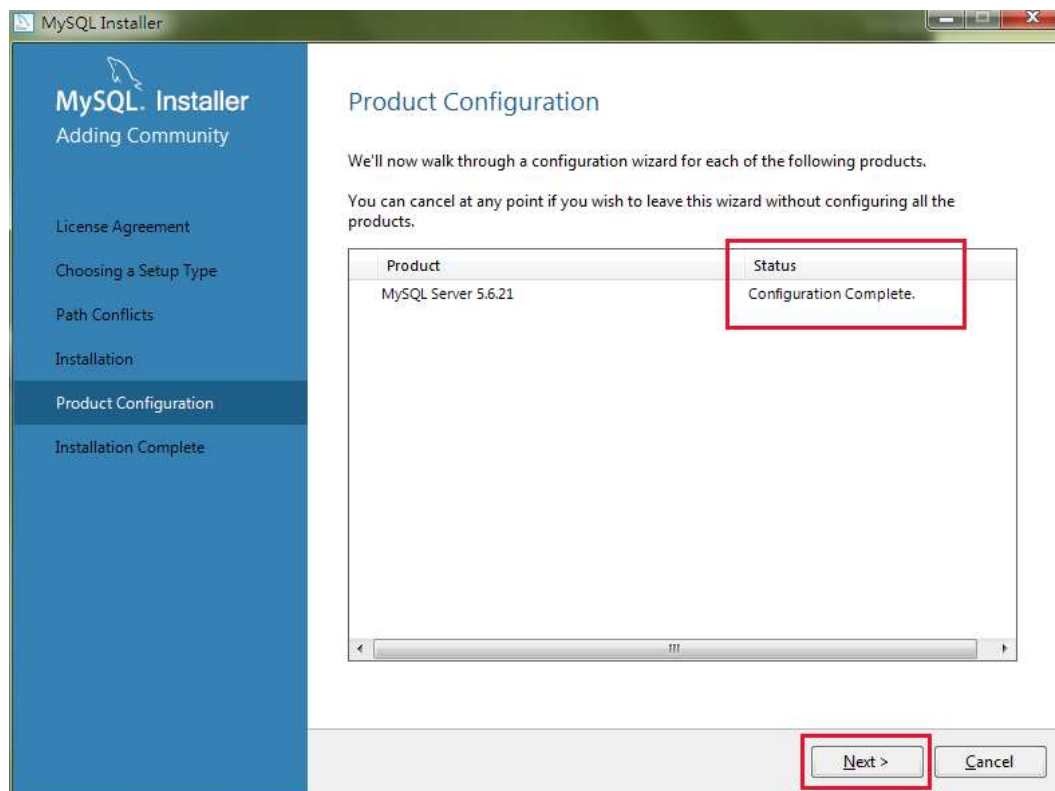 MySQL Installer
MySQL. Installer
Adding Community
License Agreement
Choosing a Setup Type
Path Conflicts
Installation
Product Configuration
Installation Complete
Product Configuration
We'll now walk through a configuration wizard for each of the following products.
You can cancel at any point if you wish to leave this wizard without configuring all the
products.
Product Status
MySQL Server 5.6.21 Configuration Complete.
Next > Cancel